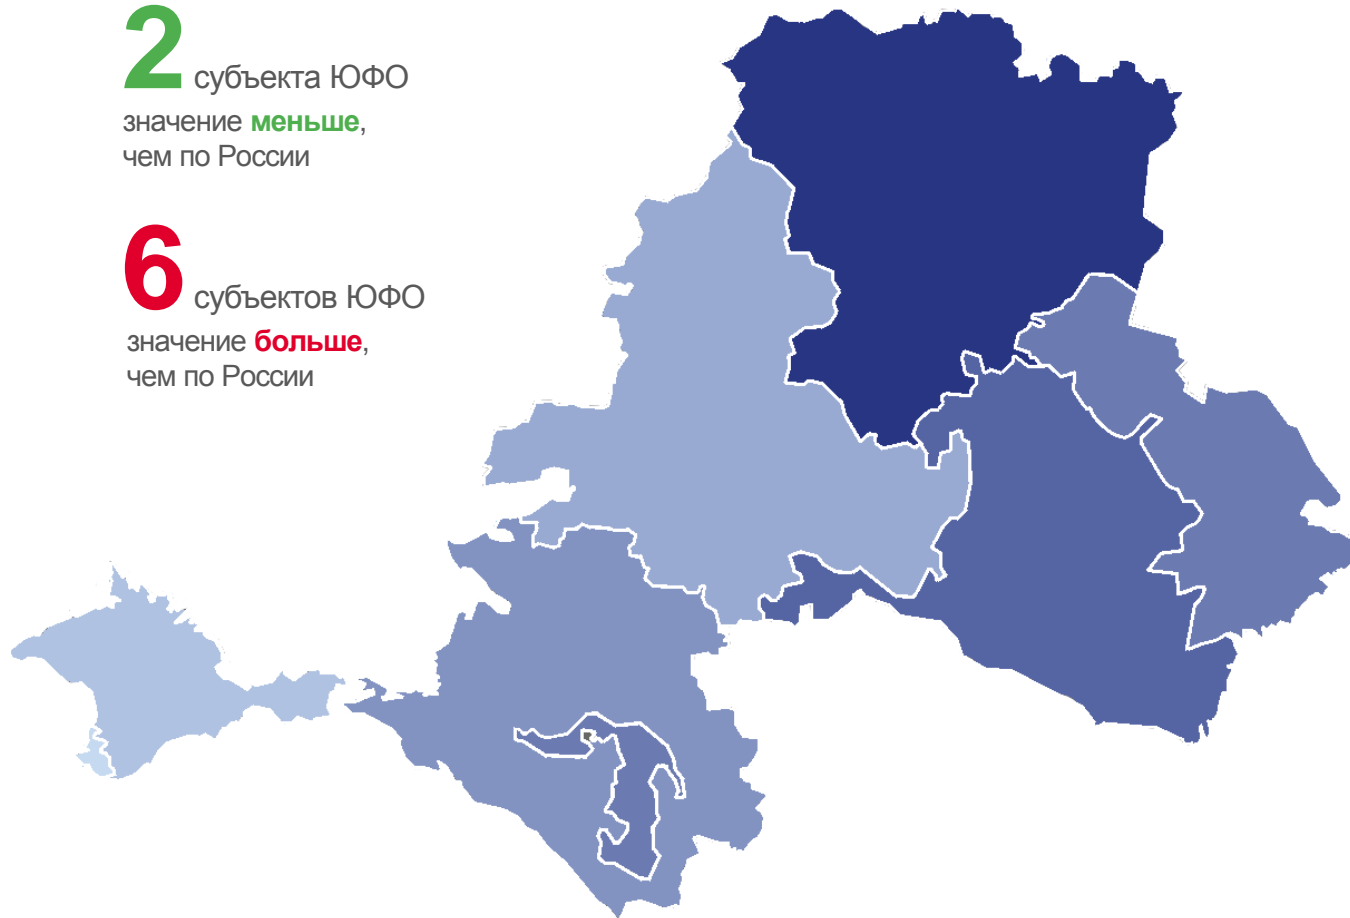 2 субъекта ЮФО
значение меньше,
чем по России
6 субъектов ЮФО
значение больше,
чем по России